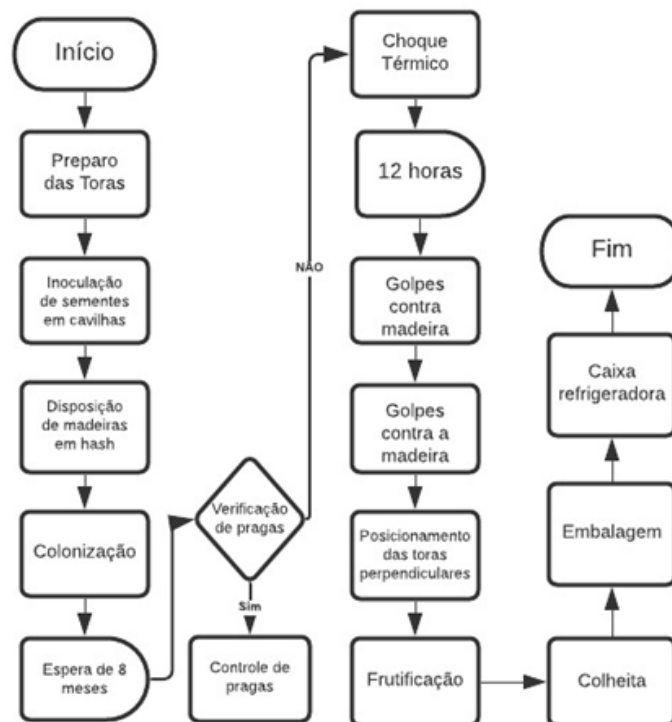 Início
Preparo
das Toras
Inoculação
de sementes
em cavilhas
Disposição
de madeiras
em hash
Colonização
Espera de 8
meses
Verificação
de pragas
Sim
Controle de
pragas
NÃO
Choque
Térmico
12 horas
Golpes
contra
madeira
Golpes
contra a
madeira
Posicionamento
das toras
perpendiculares
Frutificação
Colheita
Embalagem
Caixa
refrigeradora
Fim